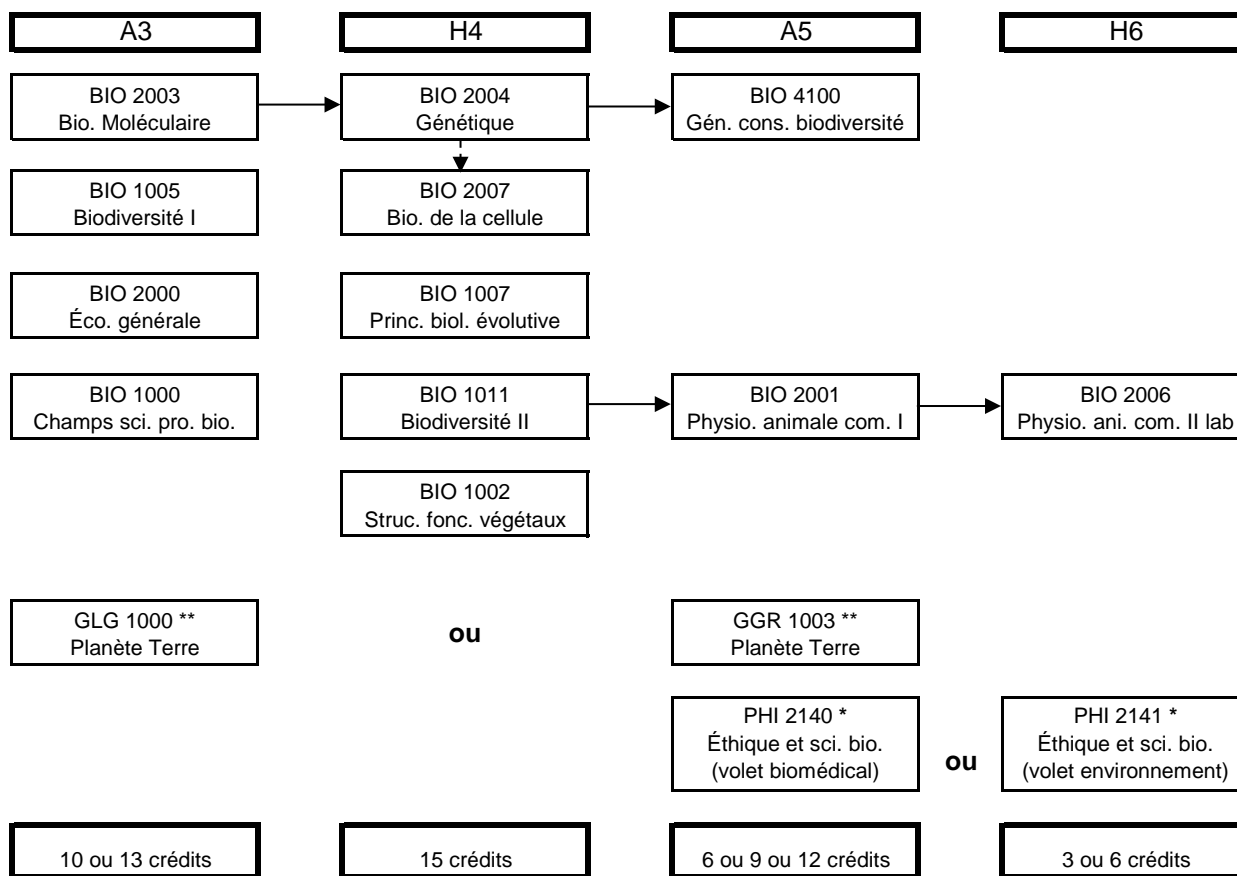 A3 H4 A5 H6
BIO 2003 BIO 2004 BIO 4100
Bio. Moléculaire Génétique Gén. cons. biodiversité
BIO 1005 BIO 2007
Biodiversité I Bio. de la cellule
BIO 2000 BIO 1007
Éco. générale Princ. biol. évolutive
BIO 1000 BIO 1011 BIO 2001 BIO 2006
Champs sci. pro. bio. Biodiversité II Physio. animale com. I Physio. ani. com. II lab
BIO 1002
Struc. fonc. végétaux
GLG 1000 ** ou GGR 1003 **
Planète Terre Planète Terre
PHI 2140 * PHI 2141 *
Éthique et sci. bio. ou Éthique et sci. bio.
(volet biomédical) (volet environnement)
10 ou 13 crédits 15 crédits 6 ou 9 ou 12 crédits 3 ou 6 crédits